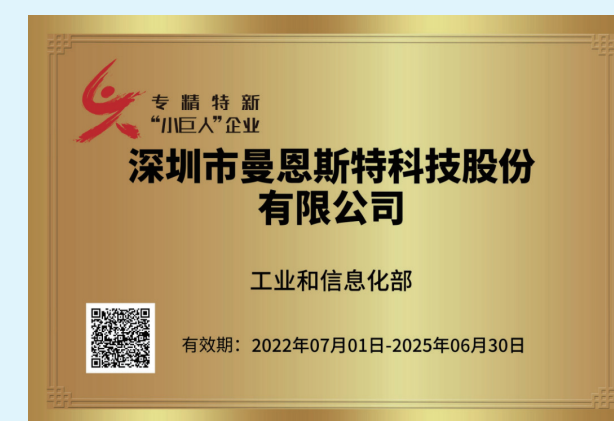 专精特新
“小巨人”企业
深圳市曼恩斯特科技股份
有限公司
工业和信息化部
有效期：2022年07月01日-2025年06月30日